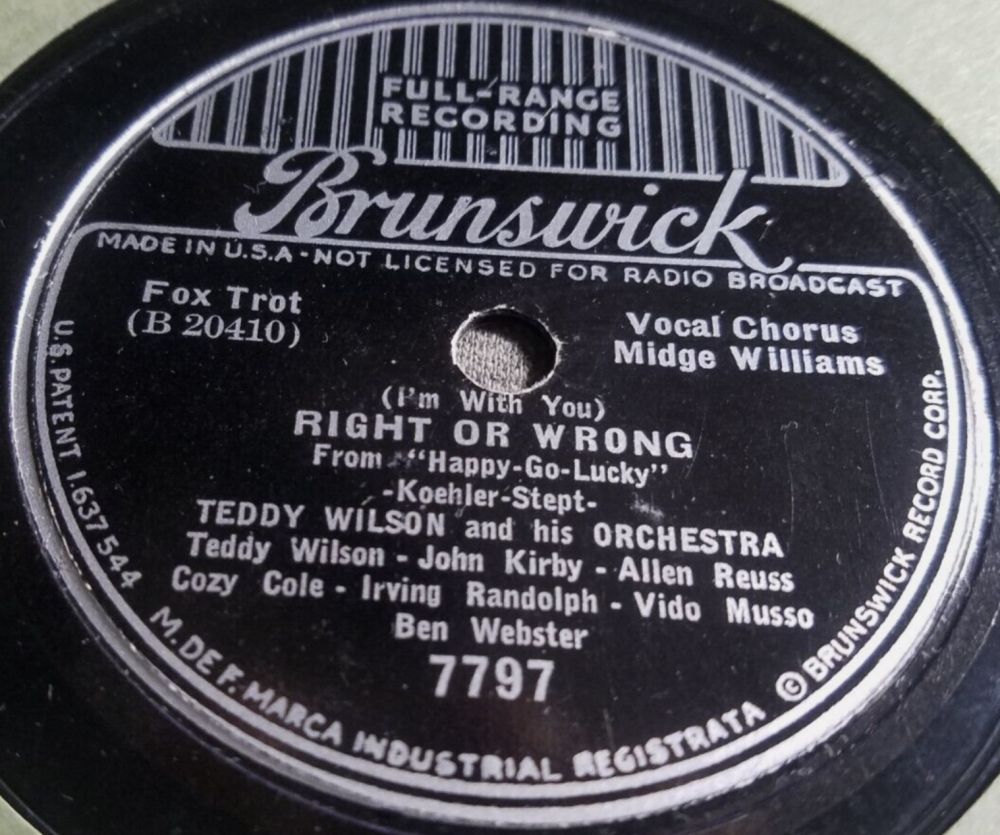 FULL-RANGE
RECORDING
Brunswick
MADE IN U.S.A - NOT LICENSED FOR RADIO BROADCAST
Fox Trot
(B 20410)
Vocal Chorus
Midge Williams
(I'm With You)
RIGHT OR WRONG
From "Happy-Go-Lucky"
-Koehler-Stept-
TEDDY WILSON and his ORCHESTRA
Teddy Wilson - John Kirby - Allen Reuss
Cozy Cole - Irving Randolph - Vido Musso
Ben Webster
7797
U.S. PATENT 1.637544
M. DE F. MARCA INDUSTRIAL REGISTRATA
© BRUNSWICK RECORD CORP.